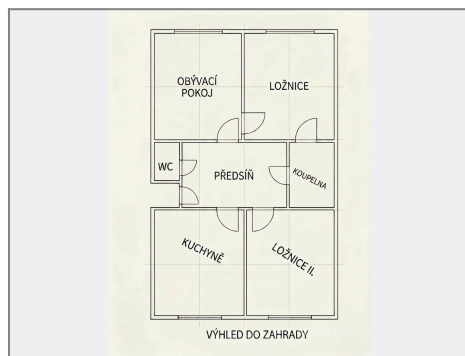 OBÝVACÍ
POKOJ
LOŽNICE
WC
PŘEDSÍŇ
KOUPELNA
KUCHYNĚ
LOŽNICE II.
VÝHLED DO ZAHRADY